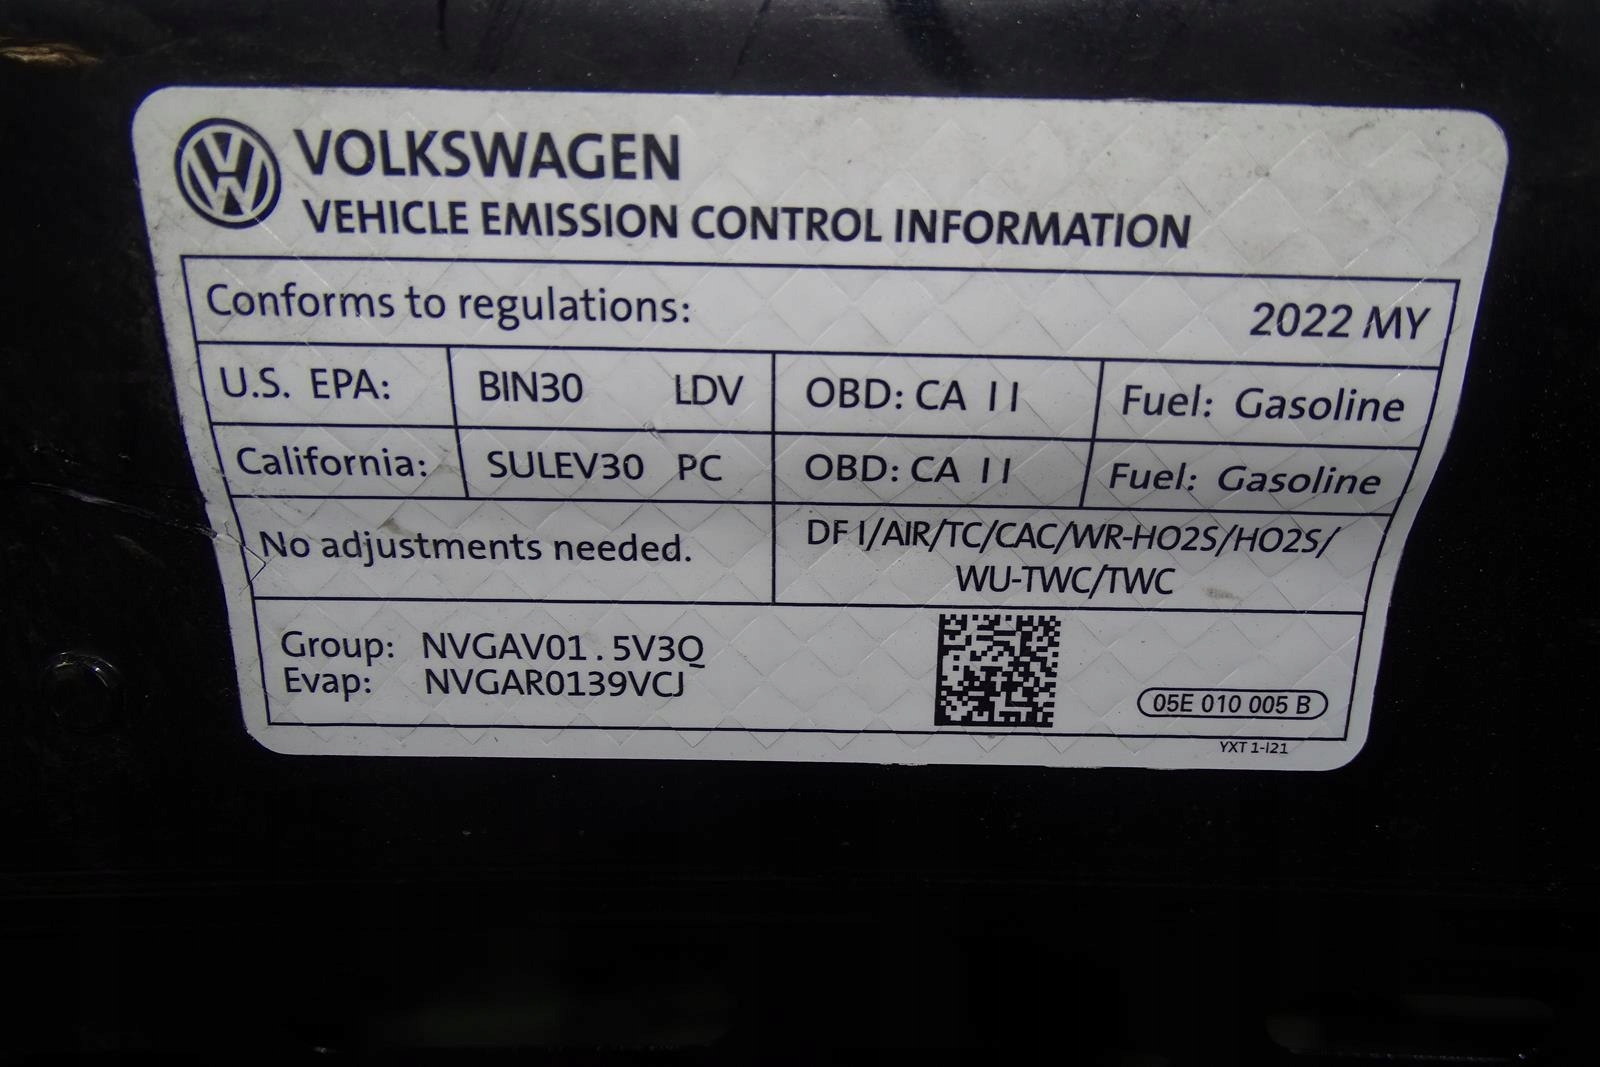 VOLKSWAGEN
VEHICLE EMISSION CONTROL INFORMATION
Conforms to regulations: 2022 MY
U.S. EPA: BIN30 LDV OBD: CA II Fuel: Gasoline
California: SULEV30 PC OBD: CA II Fuel: Gasoline
No adjustments needed. DFI/AIR/TC/CAC/WR-HO2S/HO2S/
WU-TWC/TWC
Group: NVGAV01.5V3Q
Evap: NVGAR0139VCJ
05E 010 005 B
YXT 1-I21